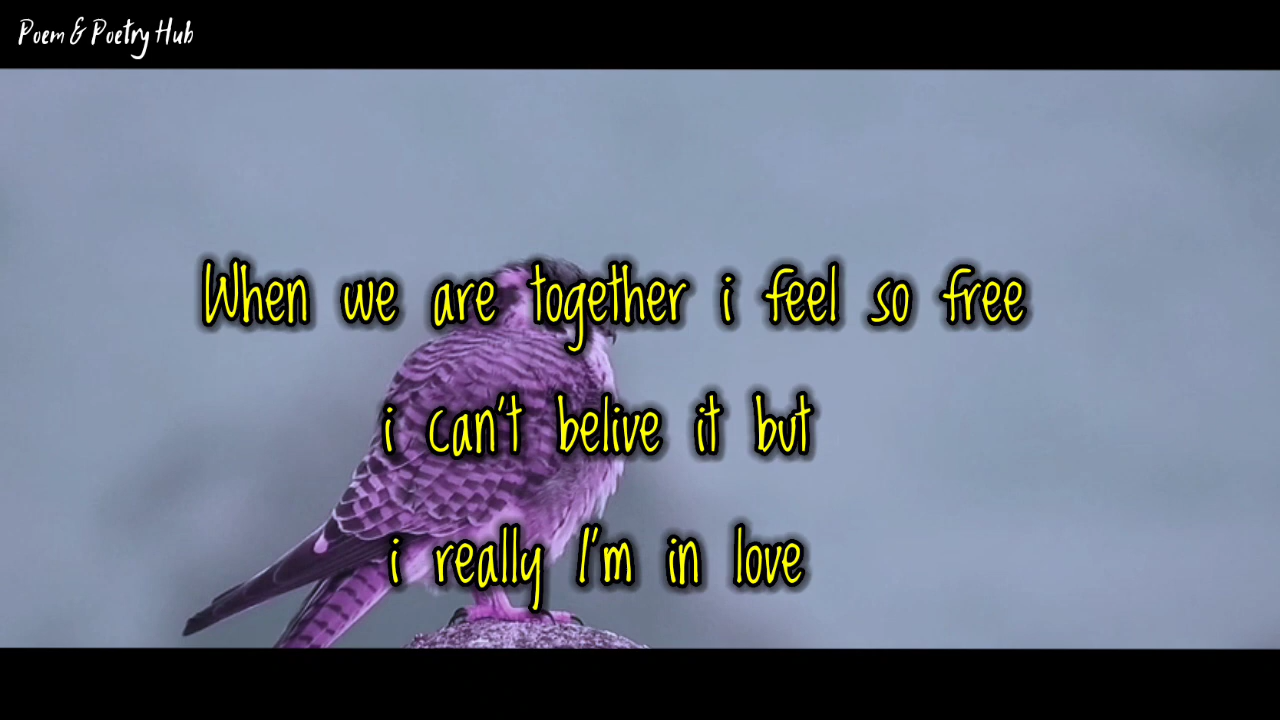 Poem & Poetry Hub
When we are together i feel so free
i can't belive it but
i really I'm in love